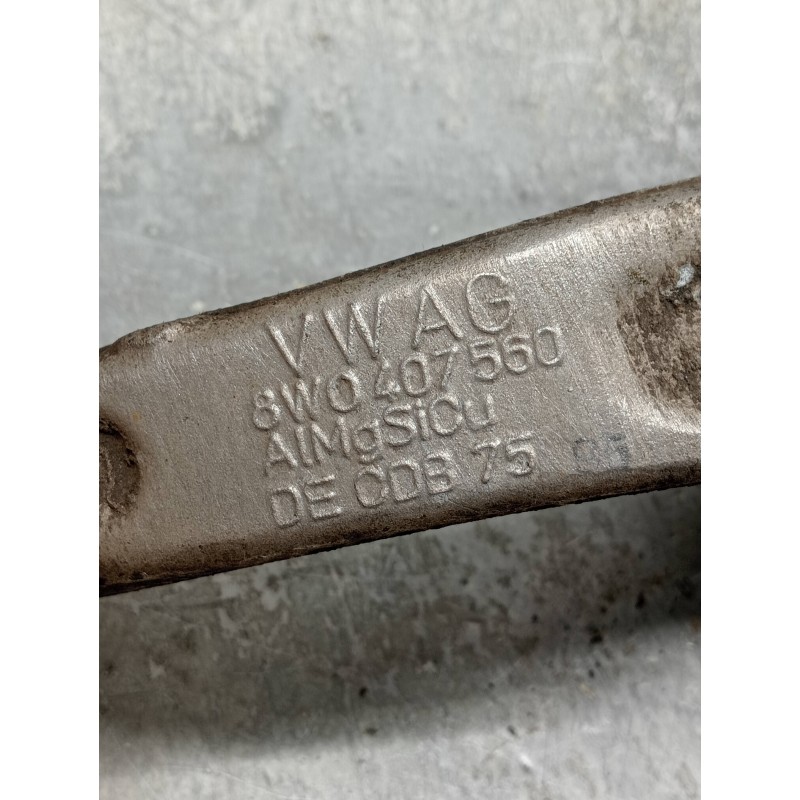 VW AG
8W0 407 560
AlMgSiCu
DE CDB 75